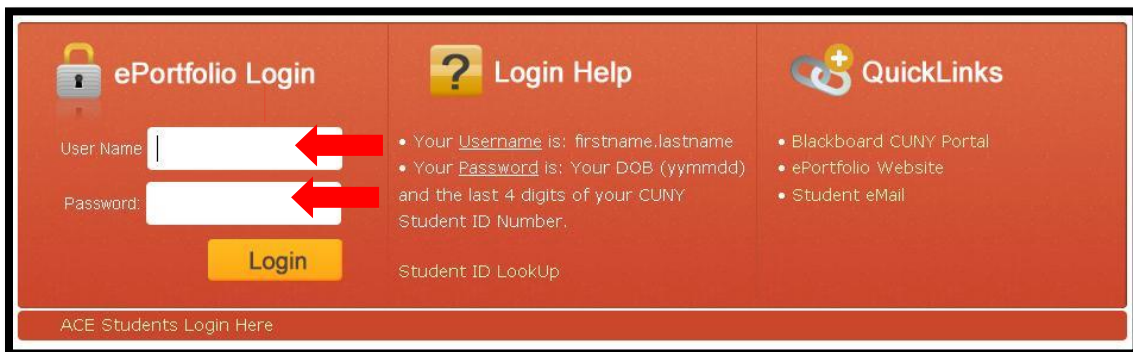 ePortfolio Login
User Name
Password:
Login
Login Help
• Your Username is: firstname.lastname
• Your Password is: Your DOB (yymmdd)
and the last 4 digits of your CUNY
Student ID Number.
Student ID LookUp
QuickLinks
• Blackboard CUNY Portal
• ePortfolio Website
• Student eMail
ACE Students Login Here